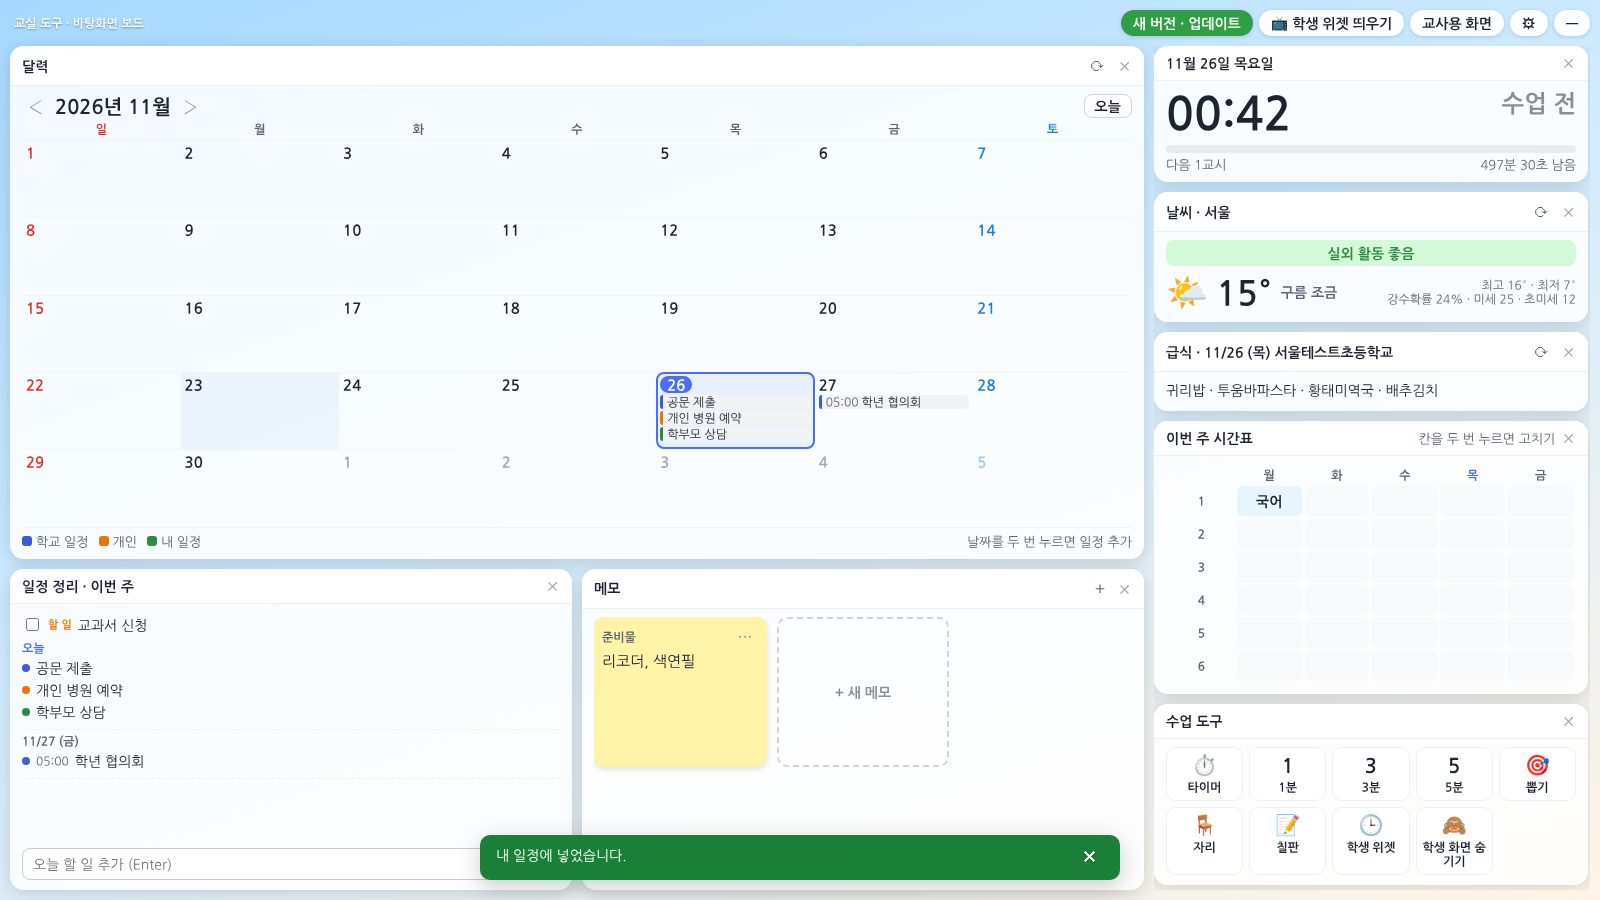 교실 도구 · 바탕화면 보드
새 버전 · 업데이트
학생 위젯 띄우기
교사용 화면
달력
2026년 11월
오늘
일 월 화 수 목 금 토
1 2 3 4 5 6 7
8 9 10 11 12 13 14
15 16 17 18 19 20 21
22 23 24 25 26 27 28
공문 제출
개인 병원 예약
학부모 상담
05:00 학년 협의회
29 30 1 2 3 4 5
학교 일정 개인 내 일정
날짜를 두 번 누르면 일정 추가
일정 정리 · 이번 주
할 일 교과서 신청
오늘
공문 제출
개인 병원 예약
학부모 상담
11/27 (금)
05:00 학년 협의회
오늘 할 일 추가 (Enter)
메모
준비물
리코더, 색연필
+ 새 메모
내 일정에 넣었습니다.
11월 26일 목요일
00:42
수업 전
다음 1교시
497분 30초 남음
날씨 · 서울
실외 활동 좋음
15° 구름 조금
최고 16° · 최저 7°
강수확률 24% · 미세 25 · 초미세 12
급식 · 11/26 (목) 서울테스트초등학교
귀리밥 · 투움바파스타 · 황태미역국 · 배추김치
이번 주 시간표
칸을 두 번 누르면 고치기
월 화 수 목 금
1 국어
2
3
4
5
6
수업 도구
타이머
1
1분
3
3분
5
5분
뽑기
자리
칠판
학생 위젯
학생 화면 숨
기기